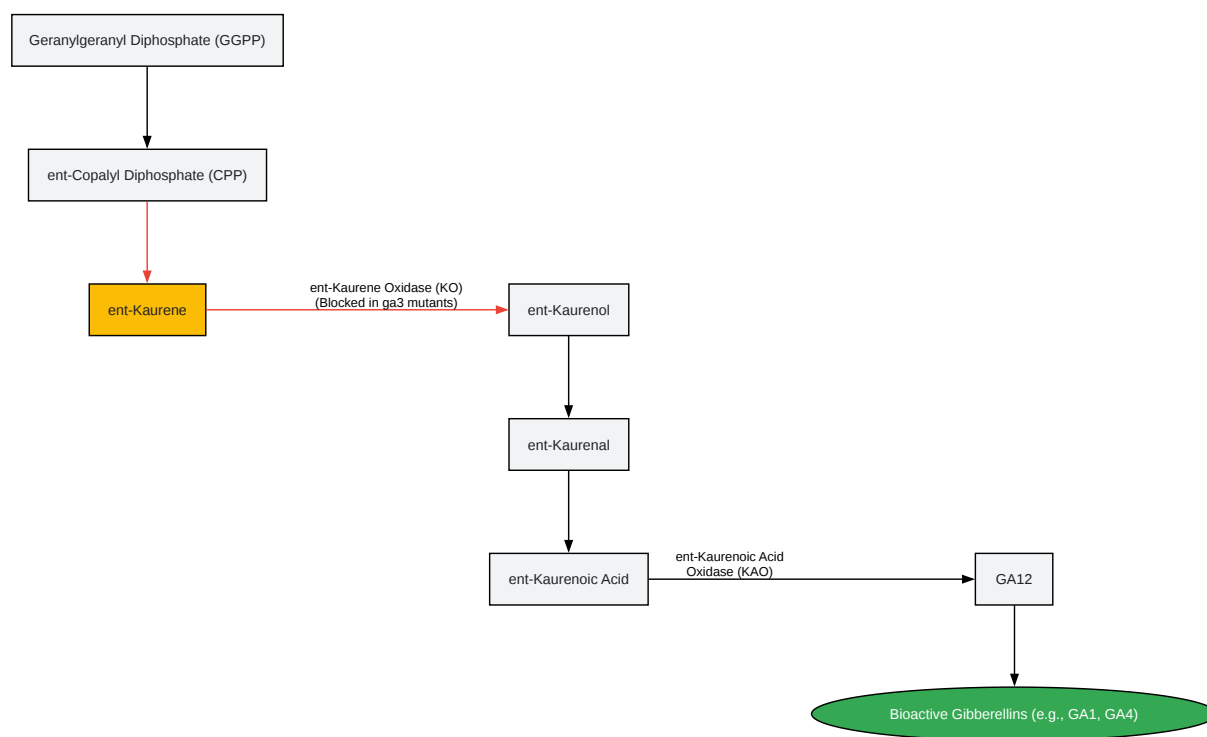 Geranylgeranyl Diphosphate (GGPP)
ent-Copalyl Diphosphate (CPP)
ent-Kaurene
ent-Kaurene Oxidase (KO)
(Blocked in ga3 mutants)
ent-Kaurenol
ent-Kaurenal
ent-Kaurenoic Acid
ent-Kaurenoic Acid
Oxidase (KAO)
GA12
Bioactive Gibberellins (e.g., GA1, GA4)